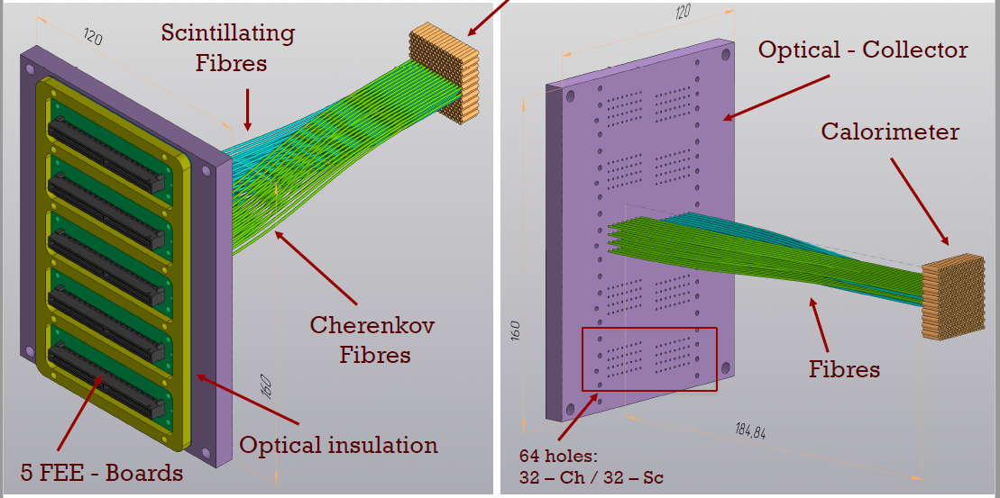 120
Scintillating
Fibres
Cherenkov
Fibres
160
Optical insulation
5 FEE - Boards
120
Optical - Collector
Calorimeter
160
Fibres
184,84
64 holes:
32 – Ch / 32 – Sc